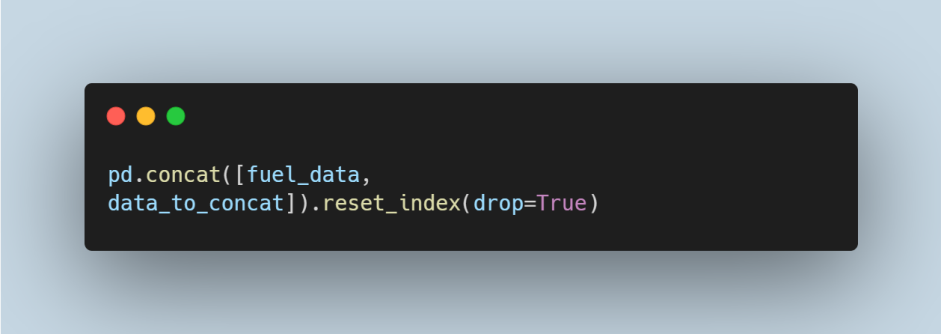 pd.concat([fuel_data,
data_to_concat]).reset_index(drop=True)